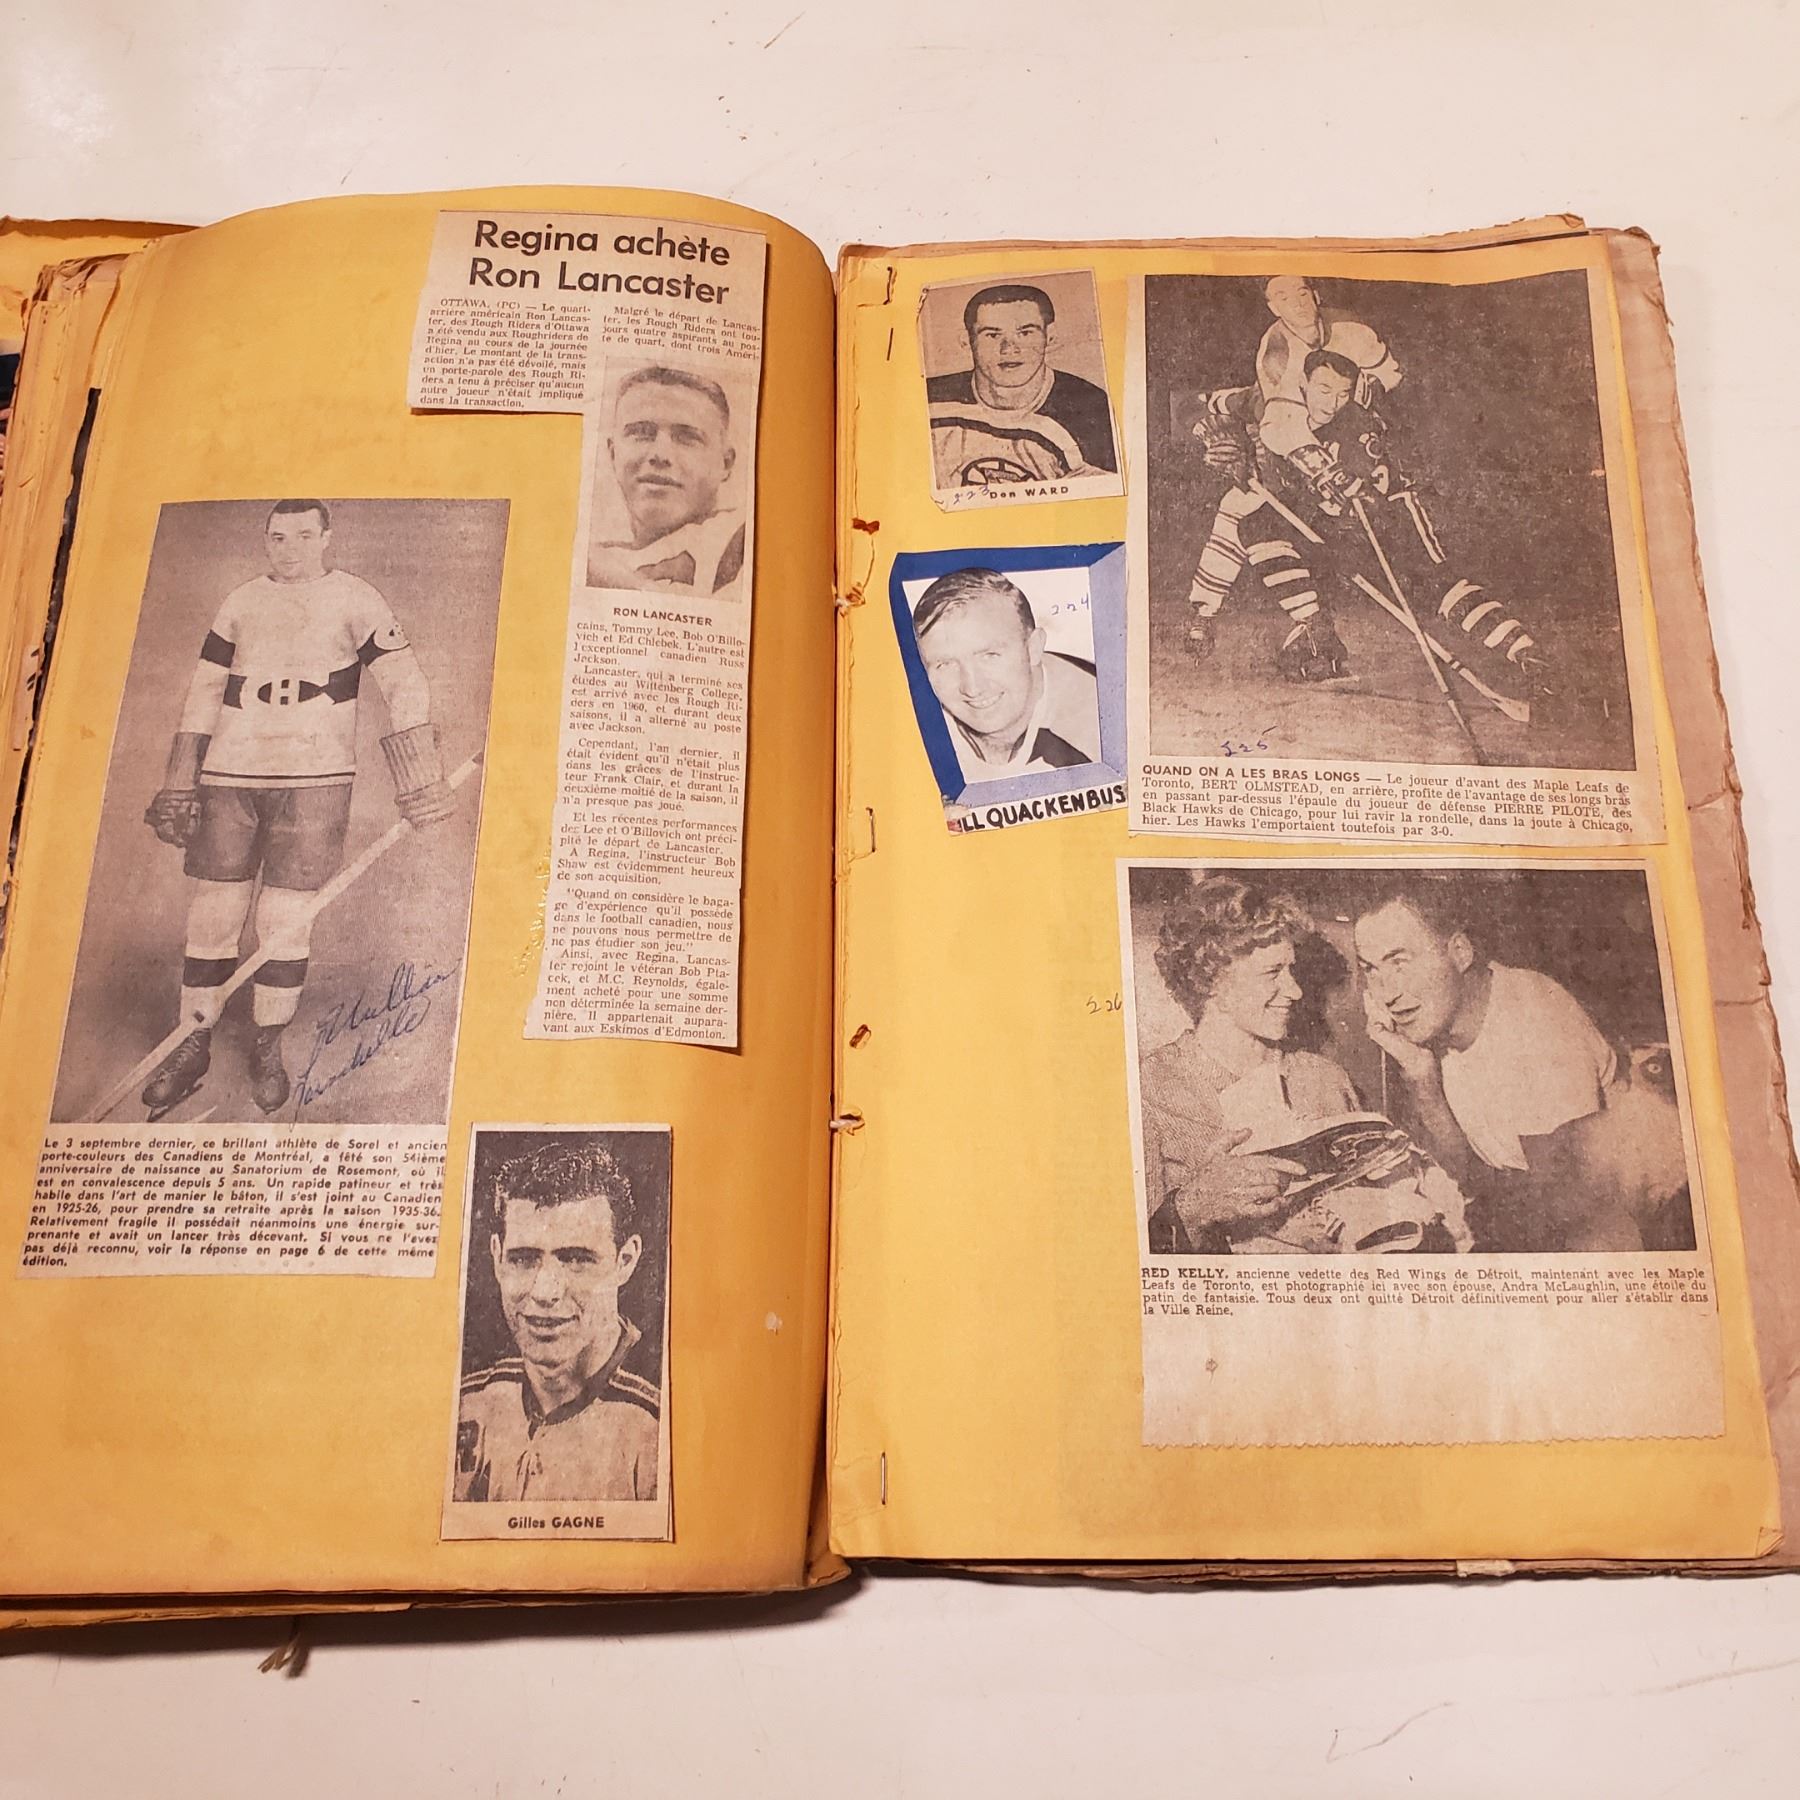 Regina achète
Ron Lancaster
OTTAWA, (PC) — Le quart-
arrière américain Ron Lancas-
ter, des Rough Riders d'Ottawa
a été vendu aux Roughriders de
Regina au cours de la journée
d'hier. Le montant de la trans-
action n'a pas été dévoilé, mais
un porte-parole des Rough Ri-
ders a tenu à préciser qu'aucun
autre joueur n'était impliqué
dans la transaction.
Malgré le départ de Lancas-
ter, les Rough Riders ont tou-
jours quatre aspirants au pos-
te de quart, dont trois Améri-
RON LANCASTER
cains, Tommy Lee, Bob O'Billo-
vich et Ed Chlebek. L'autre est
l'exceptionnel canadien Russ
Jackson.
Lancaster, qui a terminé ses
études au Wittenberg College,
est arrivé avec les Rough Ri-
ders en 1960, et durant deux
saisons, il a alterné au poste
avec Jackson.
Cependant, l'an dernier, il
était évident qu'il n'était plus
dans les grâces de l'instruc-
teur Frank Clair, et durant la
deuxième moitié de la saison, il
n'a presque pas joué.
Et les récentes performances
de Lee et O'Billovich ont préci-
pité le départ de Lancaster.
A Regina, l'instructeur Bob
Shaw est évidemment heureux
de son acquisition.
"Quand on considère le baga-
ge d'expérience qu'il possède
dans le football canadien, nous
ne pouvons nous permettre de
ne pas étudier son jeu."
Ainsi, avec Regina, Lancas-
ter rejoint le vétéran Bob Pta-
cek, et M.C. Reynolds, égale-
ment acheté pour une somme
non déterminée la semaine der-
nière. Il appartenait aupara-
vant aux Eskimos d'Edmonton.
CH
Le 3 septembre dernier, ce brillant athlète de Sorel et ancien
porte-couleurs des Canadiens de Montréal, a fêté son 54ième
anniversaire de naissance au Sanatorium de Rosemont, où il
est en convalescence depuis 5 ans. Un rapide patineur et très
habile dans l'art de manier le bâton, il s'est joint au Canadien
en 1925-26, pour prendre sa retraite après la saison 1935-36.
Relativement fragile il possédait néanmoins une énergie sur-
prenante et avait un lancer très décevant. Si vous ne l'avez
pas déjà reconnu, voir la réponse en page 6 de cette même
édition.
Gilles GAGNE
223 Don WARD
224
ILL QUACKENBUS
225
QUAND ON A LES BRAS LONGS — Le joueur d'avant des Maple Leafs de
Toronto, BERT OLMSTEAD, en arrière, profite de l'avantage de ses longs bras
en passant par-dessus l'épaule du joueur de défense PIERRE PILOTE, des
Black Hawks de Chicago, pour lui ravir la rondelle, dans la joute à Chicago,
hier. Les Hawks l'emportaient toutefois par 3-0.
226
RED KELLY, ancienne vedette des Red Wings de Détroit, maintenant avec les Maple
Leafs de Toronto, est photographié ici avec son épouse, Andra McLaughlin, une étoile du
patin de fantaisie. Tous deux ont quitté Détroit définitivement pour aller s'établir dans
la Ville Reine.